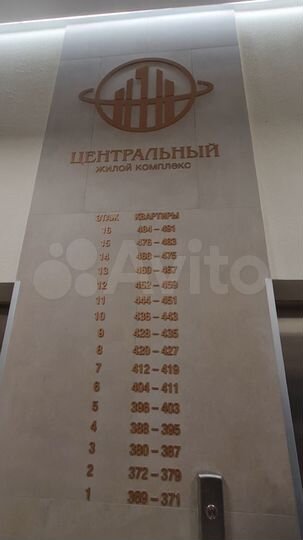 ЦЕНТРАЛЬНЫЙ
ЖИЛОЙ КОМПЛЕКС
ЭТАЖ КВАРТИРЫ
16 484 – 491
15 476 – 483
14 468 – 475
13 460 – 467
12 452 – 459
11 444 – 451
10 436 – 443
9 428 – 435
8 420 – 427
7 412 – 419
6 404 – 411
5 396 – 403
4 388 – 395
3 380 – 387
2 372 – 379
1 369 – 371
Avito